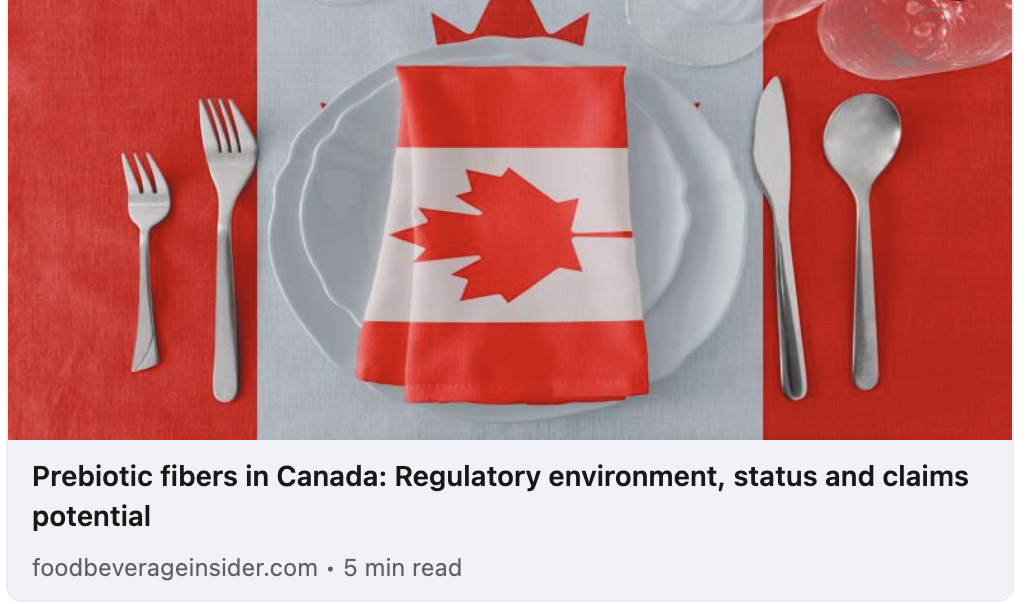 Prebiotic fibers in Canada: Regulatory environment, status and claims
potential
foodbeverageinsider.com • 5 min read